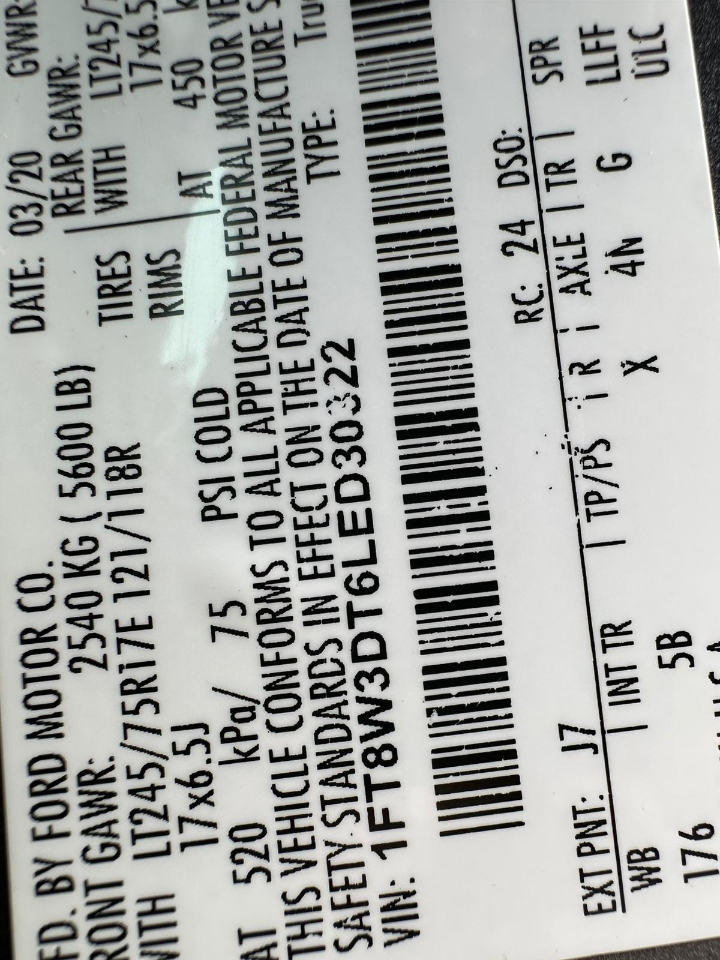 FD. BY FORD MOTOR CO. DATE: 03/20 GVWR:
RONT GAWR: 2540 KG ( 5600 LB) REAR GAWR:
WITH LT245/75R17E 121/118R TIRES WITH LT245/7
17x6.5J RIMS 17x6.5
AT 520 kPa/ 75 PSI COLD AT 450 k
THIS VEHICLE CONFORMS TO ALL APPLICABLE FEDERAL MOTOR VE
SAFETY STANDARDS IN EFFECT ON THE DATE OF MANUFACTURE S
VIN: 1FT8W3DT6LED30322 TYPE: Tru
EXT PNT: J7 RC: 24 DSO:
WB | INT TR | TP/PS | R | AXLE | TR | SPR
176 5B X 4N G LLFF
ULC